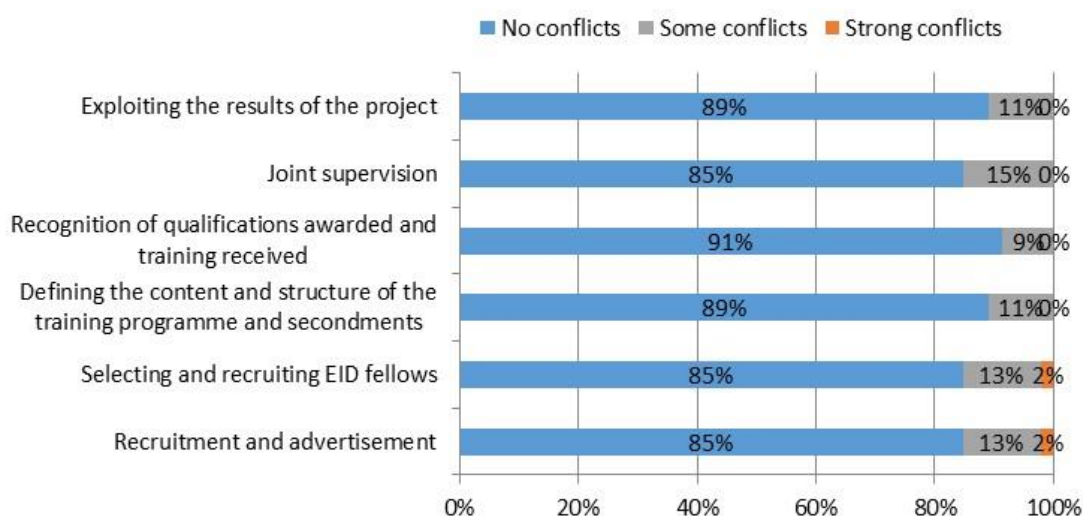 No conflicts Some conflicts Strong conflicts
Exploiting the results of the project 89% 11% 0%
Joint supervision 85% 15% 0%
Recognition of qualifications awarded and
training received 91% 9% 0%
Defining the content and structure of the
training programme and secondments 89% 11% 0%
Selecting and recruiting EID fellows 85% 13% 2%
Recruitment and advertisement 85% 13% 2%
0% 20% 40% 60% 80% 100%